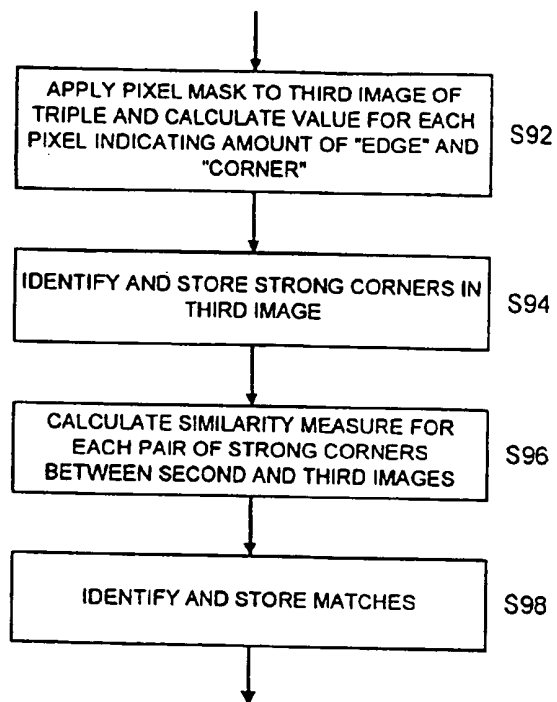 APPLY PIXEL MASK TO THIRD IMAGE OF
TRIPLE AND CALCULATE VALUE FOR EACH
PIXEL INDICATING AMOUNT OF "EDGE" AND
"CORNER"
S92
IDENTIFY AND STORE STRONG CORNERS IN
THIRD IMAGE
S94
CALCULATE SIMILARITY MEASURE FOR
EACH PAIR OF STRONG CORNERS
BETWEEN SECOND AND THIRD IMAGES
S96
IDENTIFY AND STORE MATCHES
S98